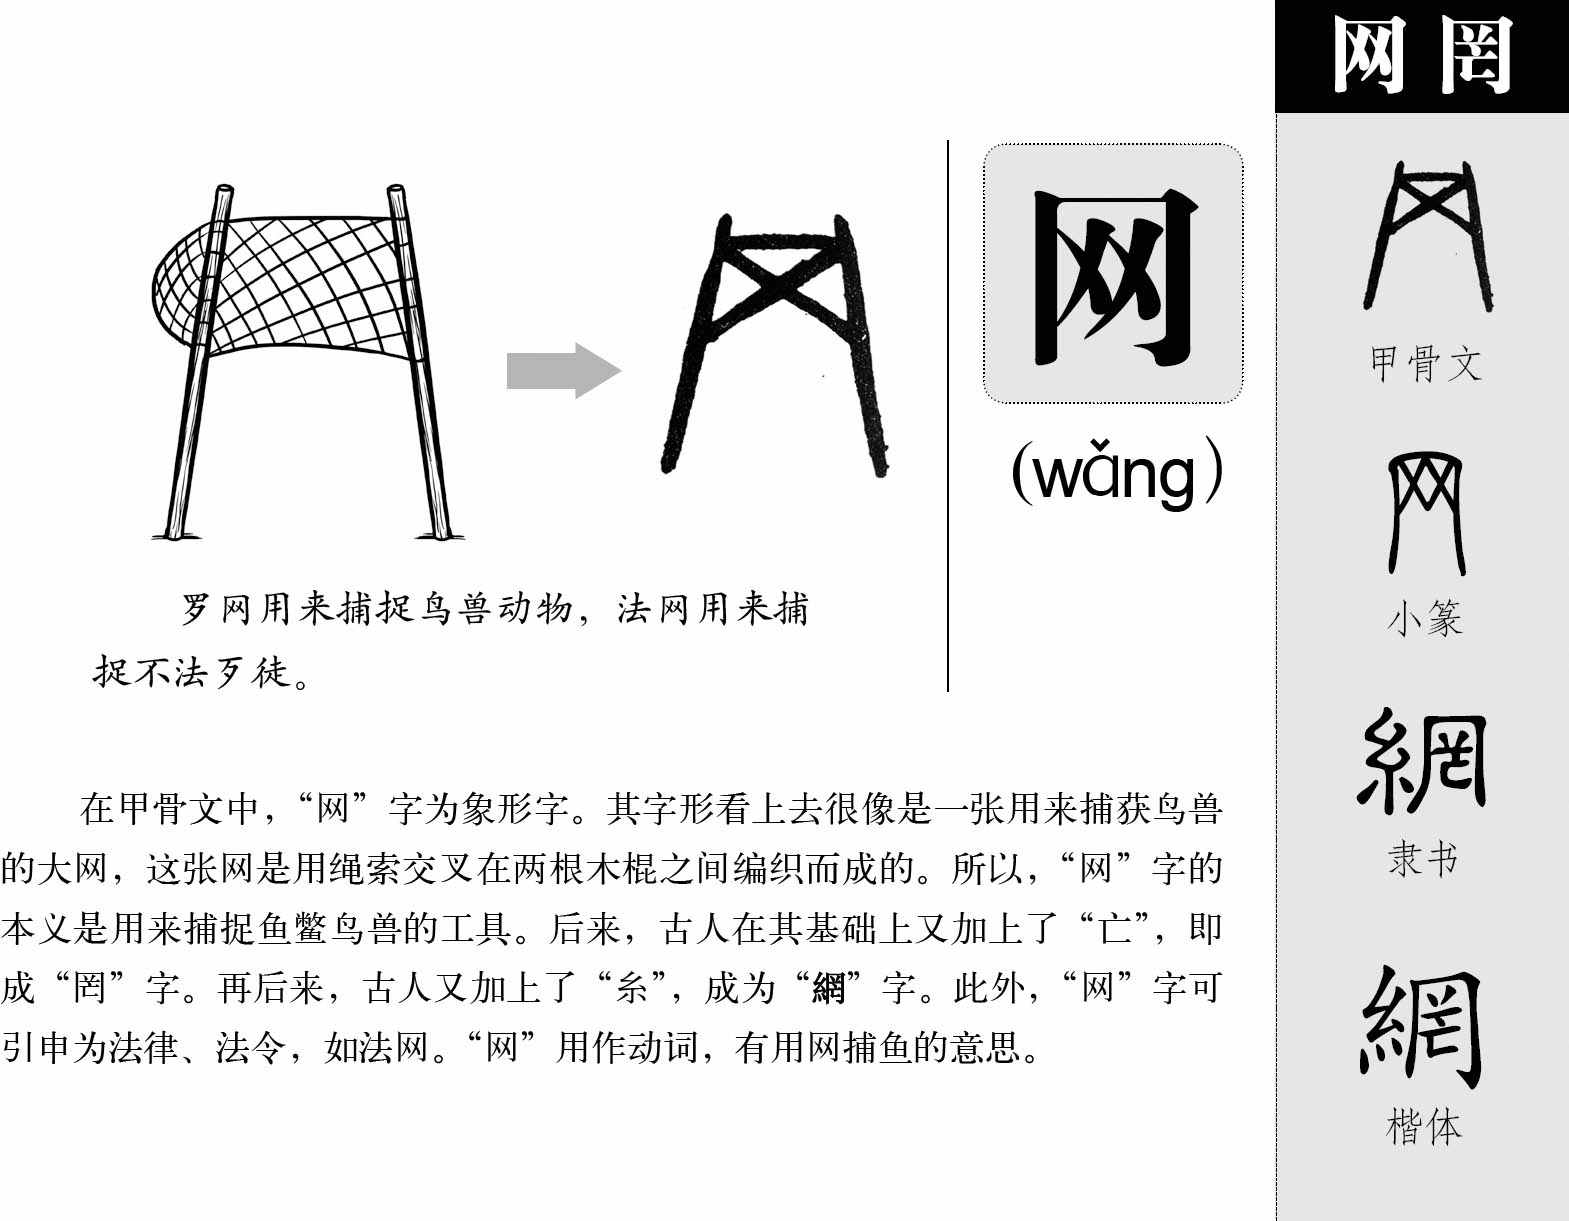 网 罔
网
(wǎng)
罗网用来捕捉鸟兽动物，法网用来捕
捉不法歹徒。
在甲骨文中，“网”字为象形字。其字形看上去很像是一张用来捕获鸟兽
的大网，这张网是用绳索交叉在两根木棍之间编织而成的。所以，“网”字的
本义是用来捕捉鱼鳖鸟兽的工具。后来，古人在其基础上又加上了“亡”，即
成“罔”字。再后来，古人又加上了“糸”，成为“網”字。此外，“网”字可
引申为法律、法令，如法网。“网”用作动词，有用网捕鱼的意思。
网
甲骨文
网
小篆
網
隶书
網
楷体